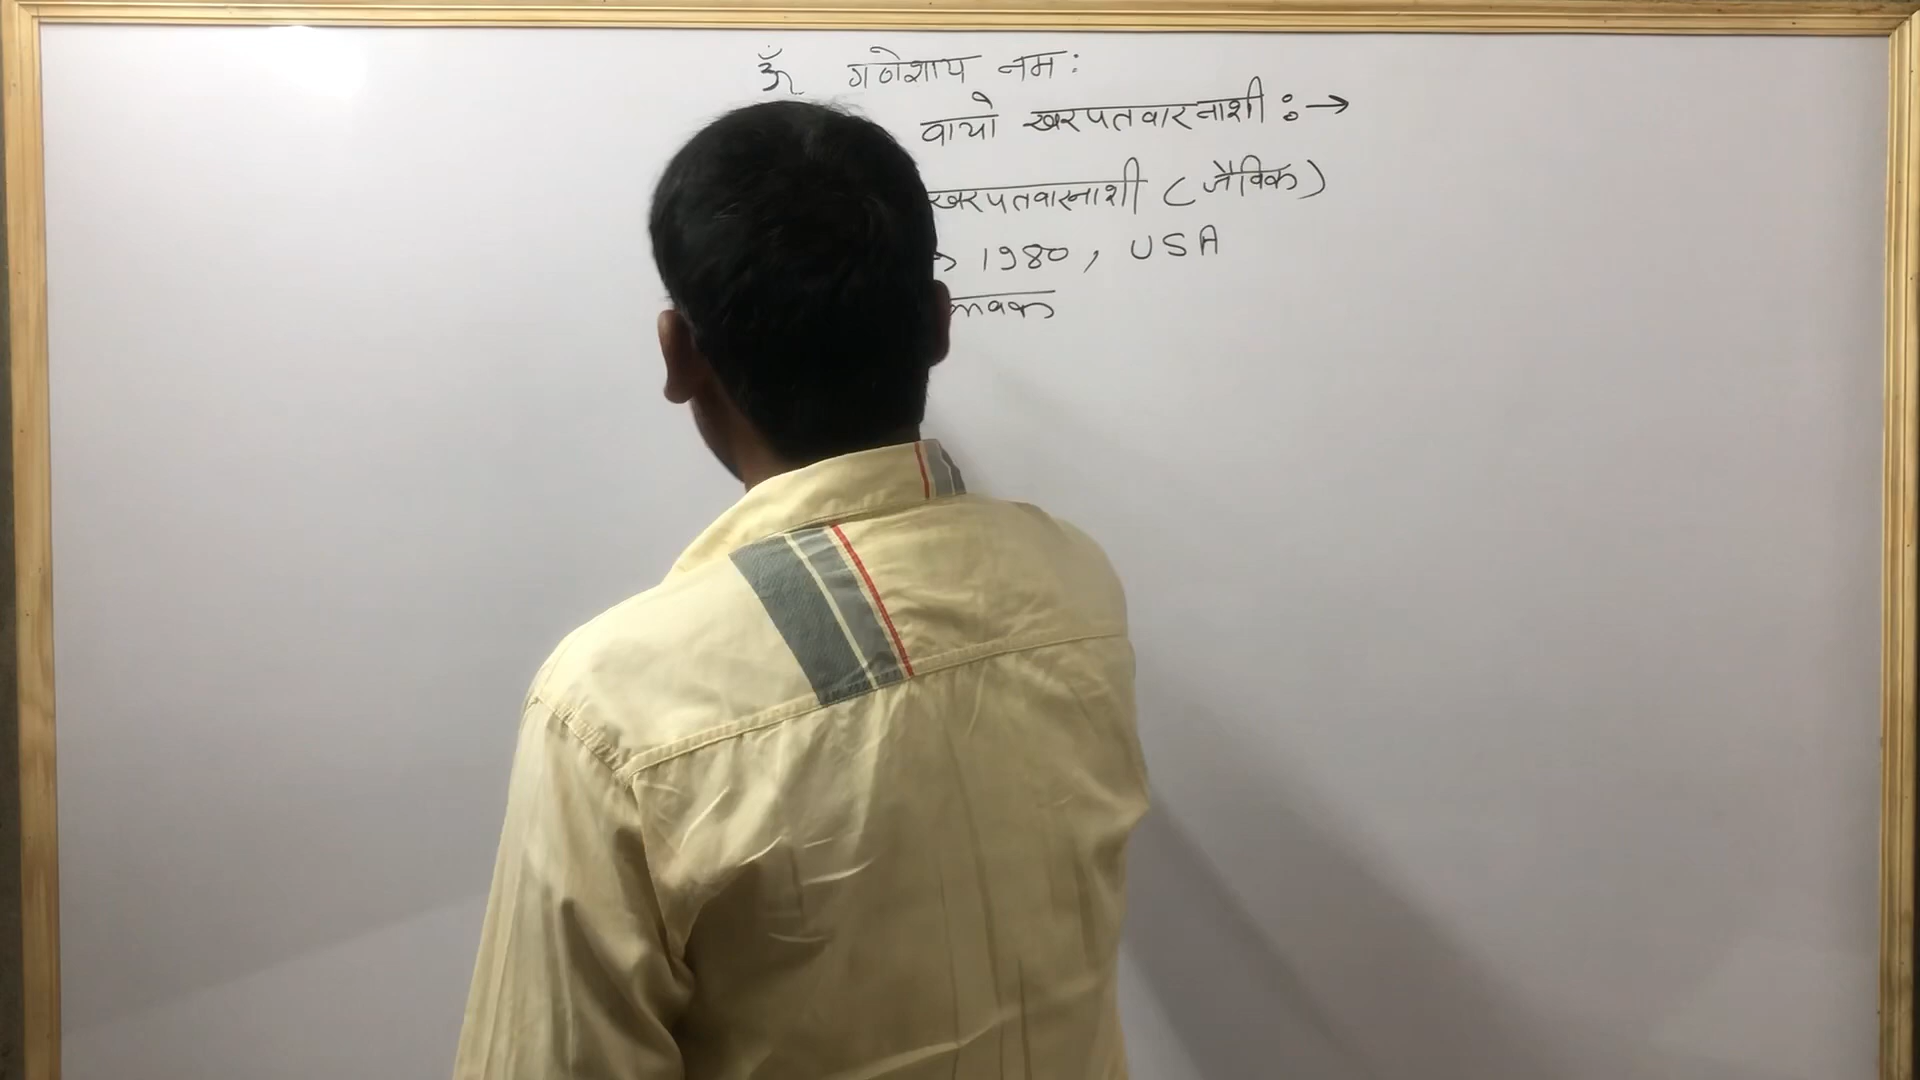 ॐ गणेशाय नम:
वायो खरपतवारनाशी :→
खरपतवारनाशी (जैविक)
→ 1980, USA